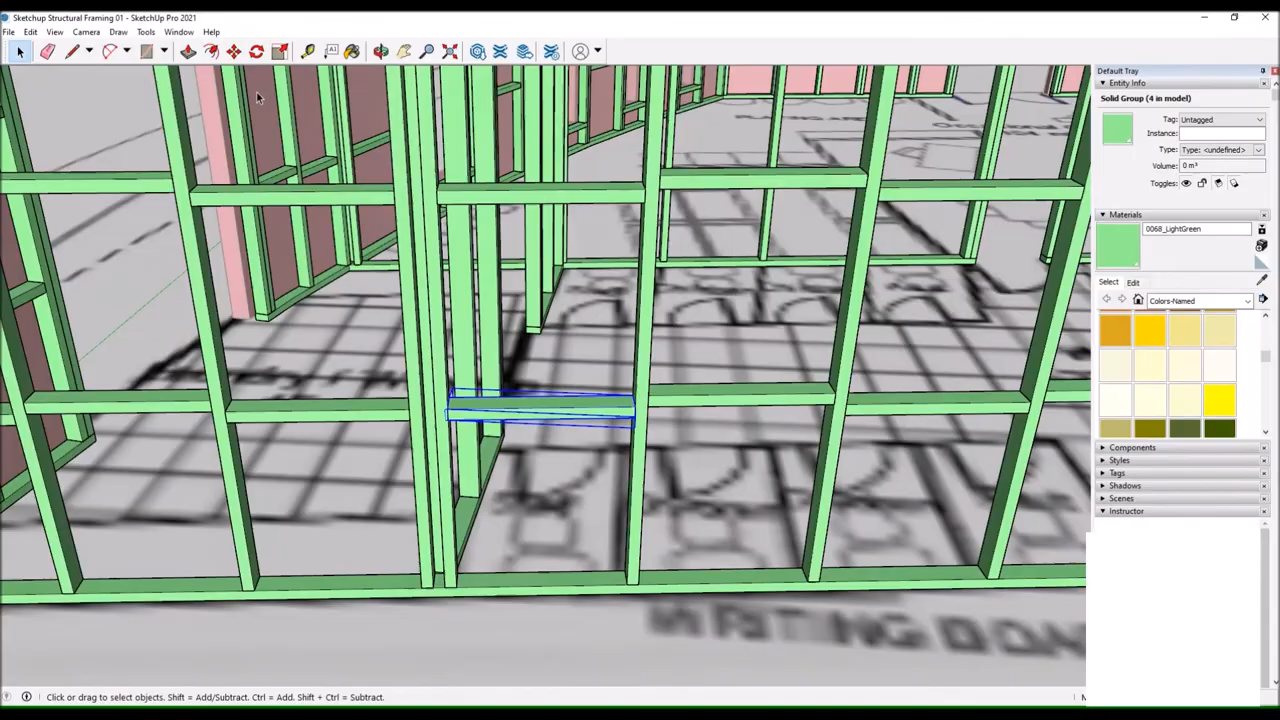 Sketchup Structural Framing 01 - SketchUp Pro 2021
File Edit View Camera Draw Tools Window Help
Default Tray
Entity Info
Solid Group (4 in model)
Tag: Untagged
Instance:
Type: Type: <undefined>
Volume: 0 m³
Toggles:
Materials
0068_LightGreen
Select Edit
Colors-Named
Components
Styles
Tags
Shadows
Scenes
Instructor
Click or drag to select objects. Shift = Add/Subtract. Ctrl = Add. Shift + Ctrl = Subtract.